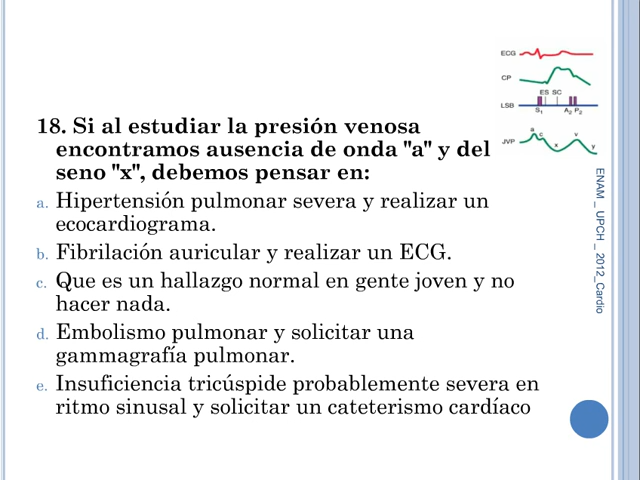 ECG
CP
ES SC
LSB
S1 A2 P2
a
c
v
JVP
x
y
18. Si al estudiar la presión venosa
encontramos ausencia de onda "a" y del
seno "x", debemos pensar en:
a. Hipertensión pulmonar severa y realizar un
ecocardiograma.
b. Fibrilación auricular y realizar un ECG.
c. Que es un hallazgo normal en gente joven y no
hacer nada.
d. Embolismo pulmonar y solicitar una
gammagrafía pulmonar.
e. Insuficiencia tricúspide probablemente severa en
ritmo sinusal y solicitar un cateterismo cardíaco
ENAM _ UPCH _ 2012_Cardio